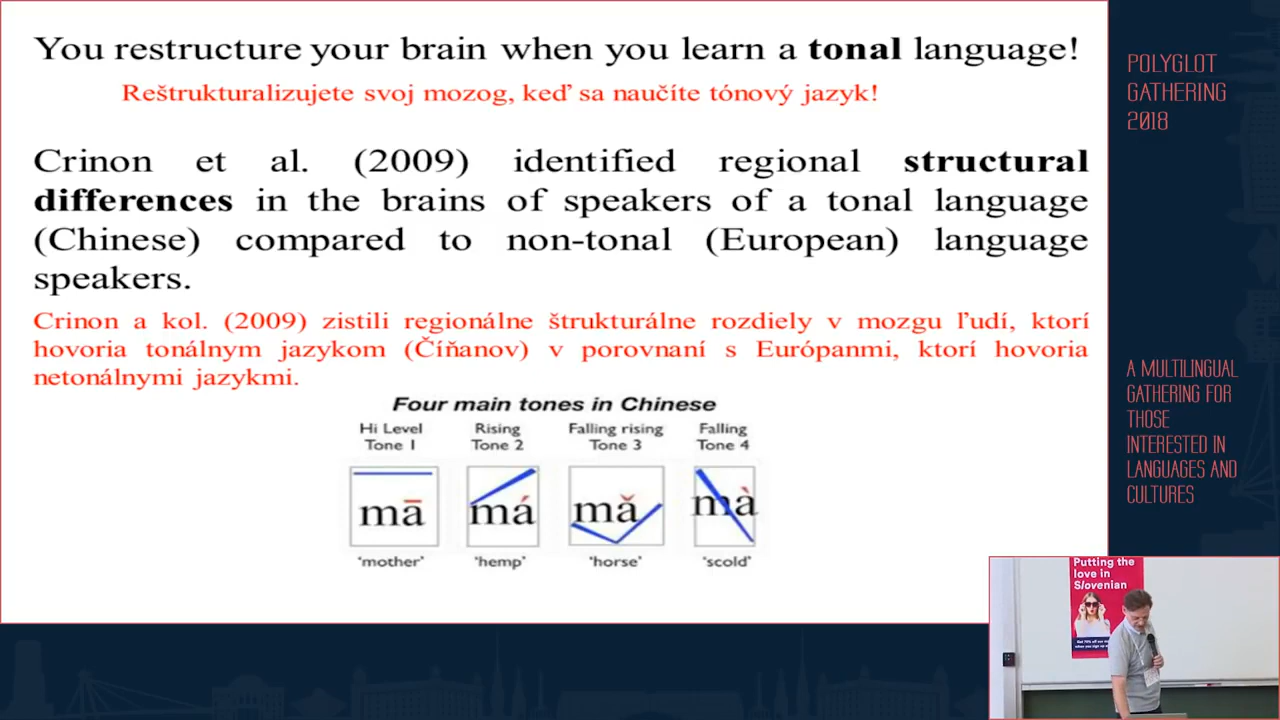 You restructure your brain when you learn a tonal language!
Reštrukturalizujete svoj mozog, keď sa naučíte tónový jazyk!
Crinon et al. (2009) identified regional structural
differences in the brains of speakers of a tonal language
(Chinese) compared to non-tonal (European) language
speakers.
Crinon a kol. (2009) zistili regionálne štrukturálne rozdiely v mozgu ľudí, ktorí
hovoria tonálnym jazykom (Číňanov) v porovnaní s Európanmi, ktorí hovoria
netonálnymi jazykmi.
Four main tones in Chinese
Hi Level
Tone 1
Rising
Tone 2
Falling rising
Tone 3
Falling
Tone 4
mā
má
mǎ
mà
'mother'
'hemp'
'horse'
'scold'
POLYGLOT
GATHERING
2018
A MULTILINGUAL
GATHERING FOR
THOSE
INTERESTED IN
LANGUAGES AND
CULTURES
Putting the
love in
Slovenian